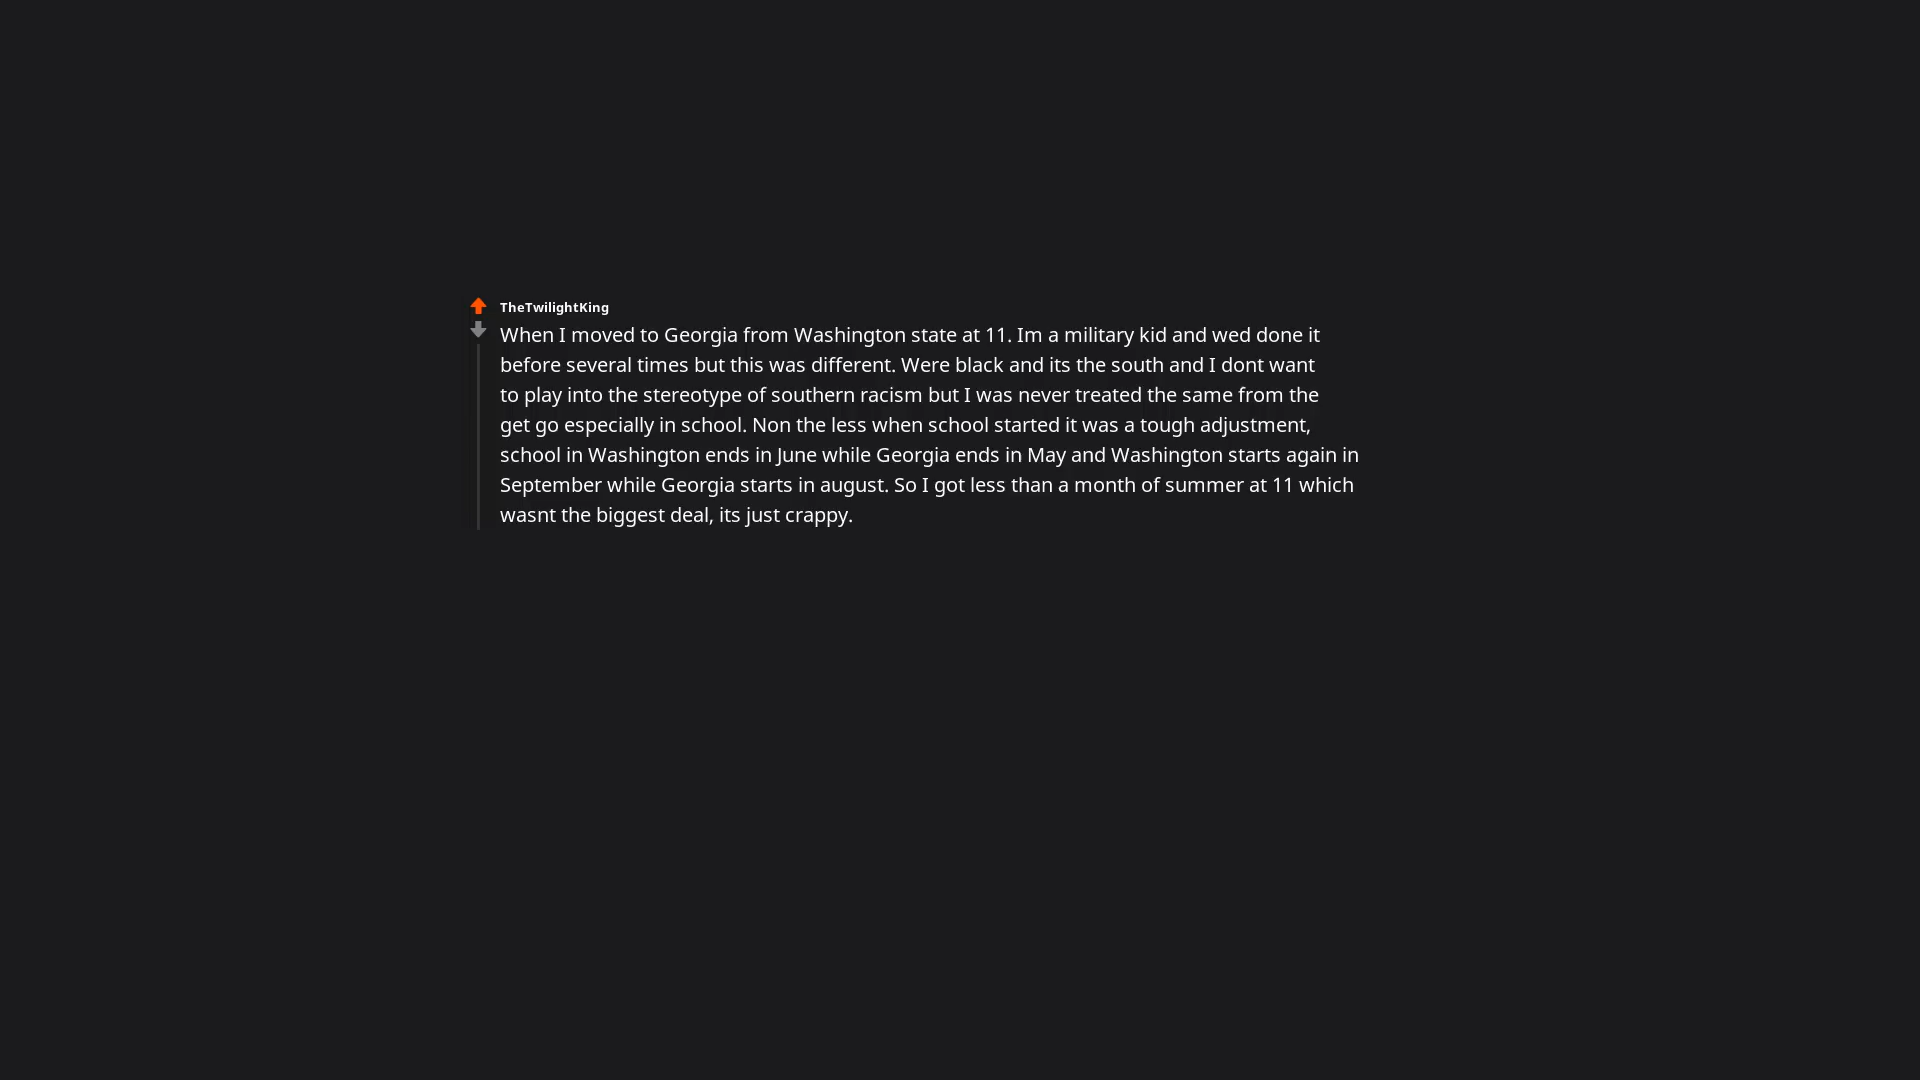 TheTwilightKing
When I moved to Georgia from Washington state at 11. Im a military kid and wed done it
before several times but this was different. Were black and its the south and I dont want
to play into the stereotype of southern racism but I was never treated the same from the
get go especially in school. Non the less when school started it was a tough adjustment,
school in Washington ends in June while Georgia ends in May and Washington starts again in
September while Georgia starts in august. So I got less than a month of summer at 11 which
wasnt the biggest deal, its just crappy.